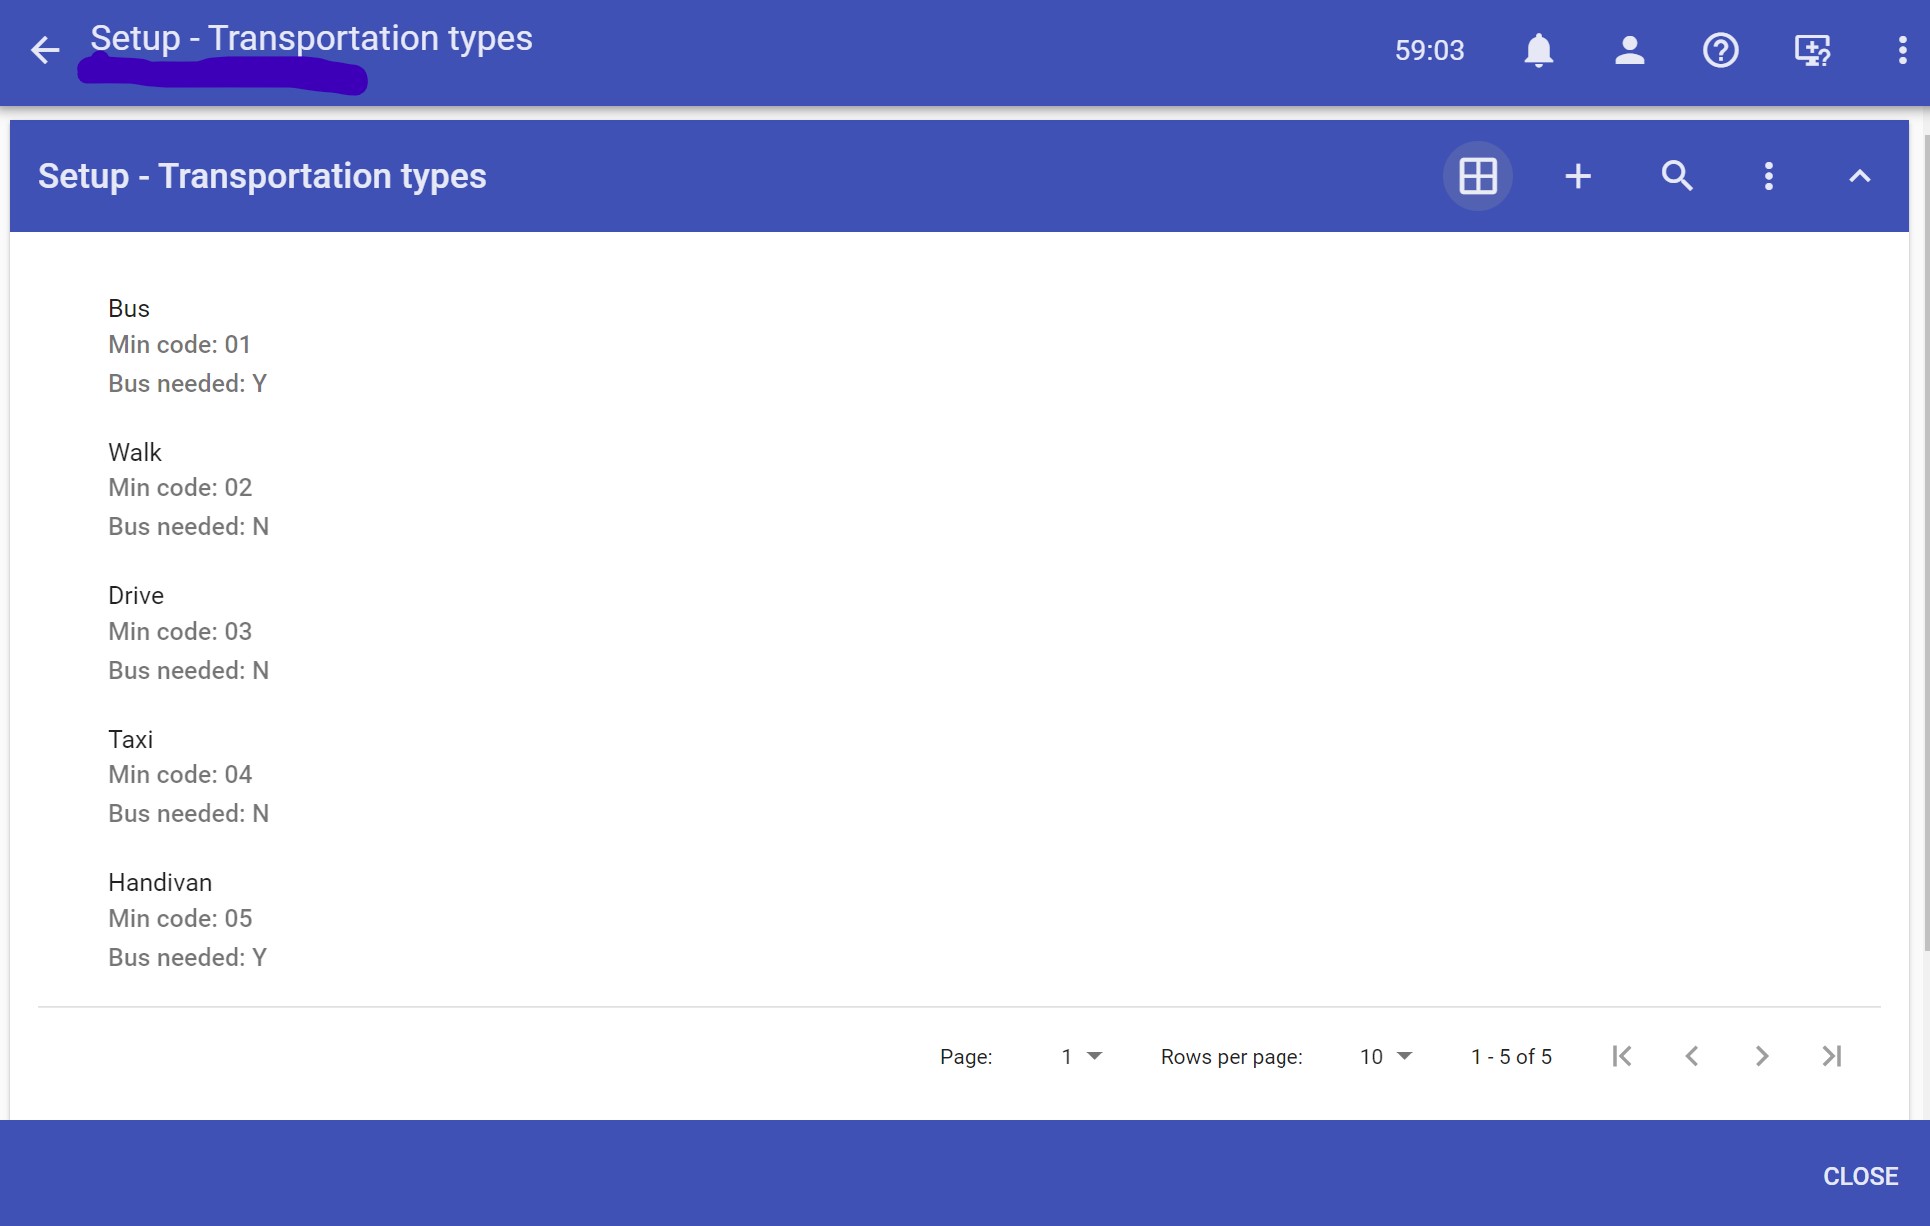 Setup - Transportation types
59:03
Setup - Transportation types
Bus
Min code: 01
Bus needed: Y
Walk
Min code: 02
Bus needed: N
Drive
Min code: 03
Bus needed: N
Taxi
Min code: 04
Bus needed: N
Handivan
Min code: 05
Bus needed: Y
Page: 1 Rows per page: 10 1 - 5 of 5
CLOSE